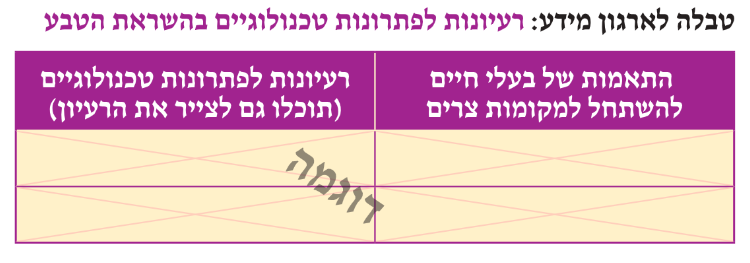 טבלה לארגון מידע: רעיונות לפתרונות טכנולוגיים בהשראת הטבע
התאמות של בעלי חיים
להשתחל למקומות צרים
רעיונות לפתרונות טכנולוגיים
(תוכלו גם לצייר את הרעיון)
דוגמה